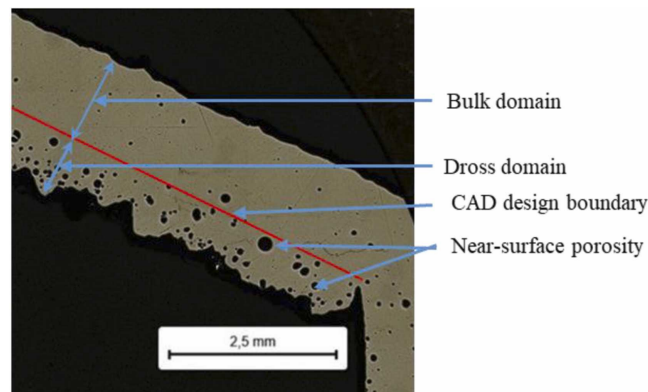 Bulk domain
Dross domain
CAD design boundary
Near-surface porosity
2,5 mm